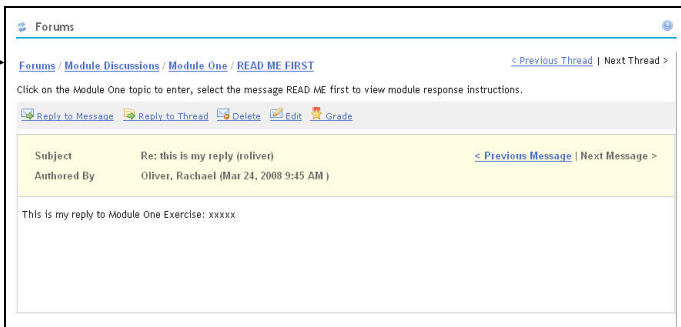 Forums
Forums / Module Discussions / Module One / READ ME FIRST
< Previous Thread | Next Thread >
Click on the Module One topic to enter, select the message READ ME first to view module response instructions.
Reply to Message Reply to Thread Delete Edit Grade
Subject Re: this is my reply (roliver) < Previous Message | Next Message >
Authored By Oliver, Rachael (Mar 24, 2008 9:45 AM )
This is my reply to Module One Exercise: xxxxx